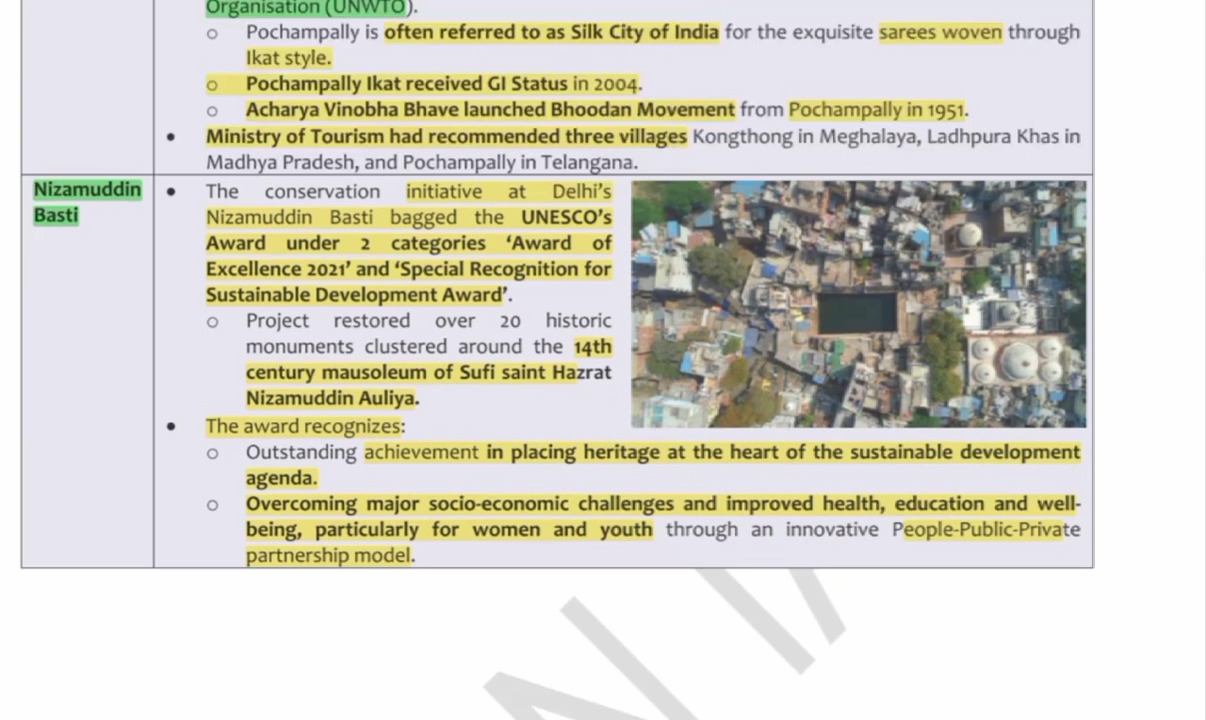 Organisation (UNWTO).
o Pochampally is often referred to as Silk City of India for the exquisite sarees woven through
Ikat style.
o Pochampally Ikat received GI Status in 2004.
o Acharya Vinobha Bhave launched Bhoodan Movement from Pochampally in 1951.
• Ministry of Tourism had recommended three villages Kongthong in Meghalaya, Ladhpura Khas in
Madhya Pradesh, and Pochampally in Telangana.
Nizamuddin
Basti
• The conservation initiative at Delhi's
Nizamuddin Basti bagged the UNESCO's
Award under 2 categories 'Award of
Excellence 2021' and 'Special Recognition for
Sustainable Development Award'.
o Project restored over 20 historic
monuments clustered around the 14th
century mausoleum of Sufi saint Hazrat
Nizamuddin Auliya.
• The award recognizes:
o Outstanding achievement in placing heritage at the heart of the sustainable development
agenda.
o Overcoming major socio-economic challenges and improved health, education and well-
being, particularly for women and youth through an innovative People-Public-Private
partnership model.